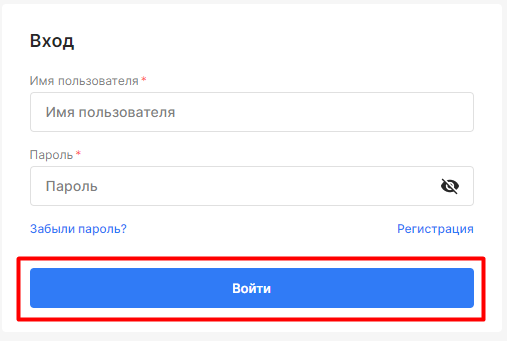 Вход
Имя пользователя *
Имя пользователя
Пароль *
Пароль
Забыли пароль? Регистрация
Войти